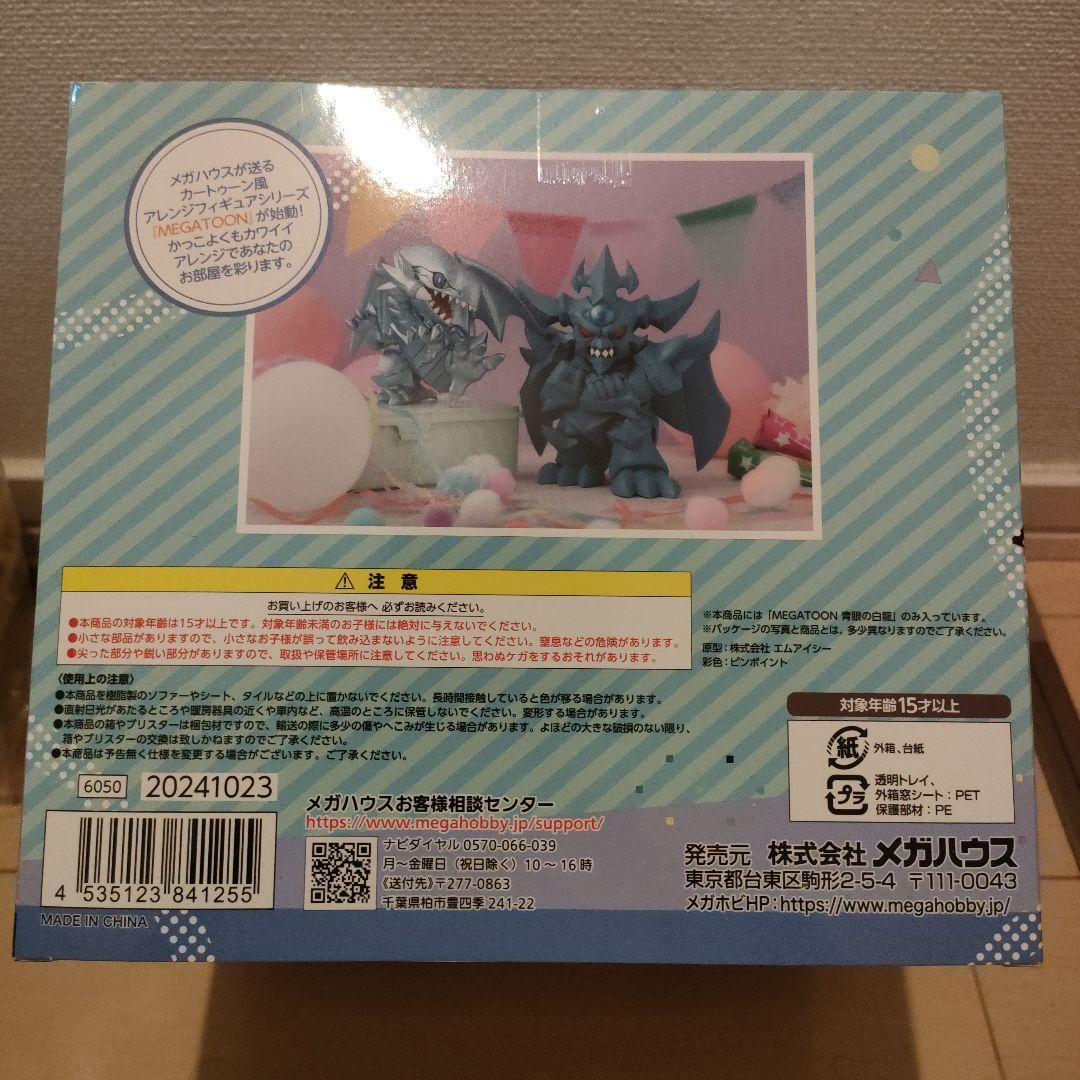 メガハウスが送る
カートゥーン風
アレンジフィギュアシリーズ
『MEGATOON』が始動!
かっこよくもカワイイ
アレンジであなたの
お部屋を彩ります。
注意
お買い上げのお客様へ 必ずお読みください。
●本商品の対象年齢は15才以上です。対象年齢未満のお子様には絶対に与えないでください。
●小さな部品がありますので、小さなお子様が誤って飲み込まないように注意してください。窒息などの危険があります。
●尖った部分や鋭い部分がありますので、取扱や保管場所に注意してください。思わぬケガをするおそれがあります。
※本商品には「MEGATOON 青眼の白龍」のみ入っています。
※パッケージの写真と商品とは、多少異なりますのでご了承ください。
原型:株式会社 エムアイシー
彩色:ピンポイント
〈使用上の注意〉
●本商品を樹脂製のソファーやシート、タイルなどの上に置かないでください。長時間接触していると色が移る場合があります。
●直射日光があたるところや暖房器具の近くや車内など、高温のところに保管しないでください。変形する場合があります。
●本商品の箱やブリスターは梱包材ですので、輸送の際に多少の傷やへこみが生じる場合があります。よほどの大きな破損のない限り、
箱やブリスターの交換は致しかねますのでご了承ください。
●本商品は予告無く仕様を変更する場合がございます。ご了承ください。
対象年齢15才以上
紙 外箱、台紙
プラ 透明トレイ、
外箱窓シート:PET
保護部材:PE
6050 20241023
4 535123 841255
MADE IN CHINA
メガハウスお客様相談センター
https://www.megahobby.jp/support/
ナビダイヤル 0570-066-039
月～金曜日(祝日除く)10～16時
《送付先》〒277-0863
千葉県柏市豊四季241-22
発売元 株式会社メガハウス
東京都台東区駒形2-5-4 〒111-0043
メガホビHP:https://www.megahobby.jp/